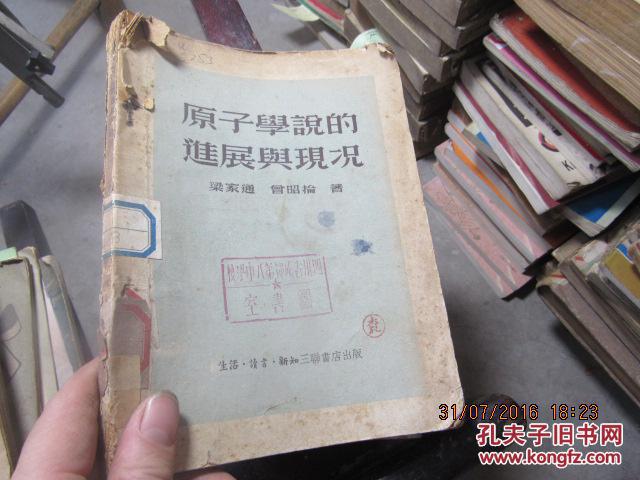 253
原子學說的
進展與現况
梁家通 曾昭掄 著
圖書室
生活·讀書·新知三聯書店出版
31/07/2016 18:23
孔夫子旧书网
www.kongfz.com